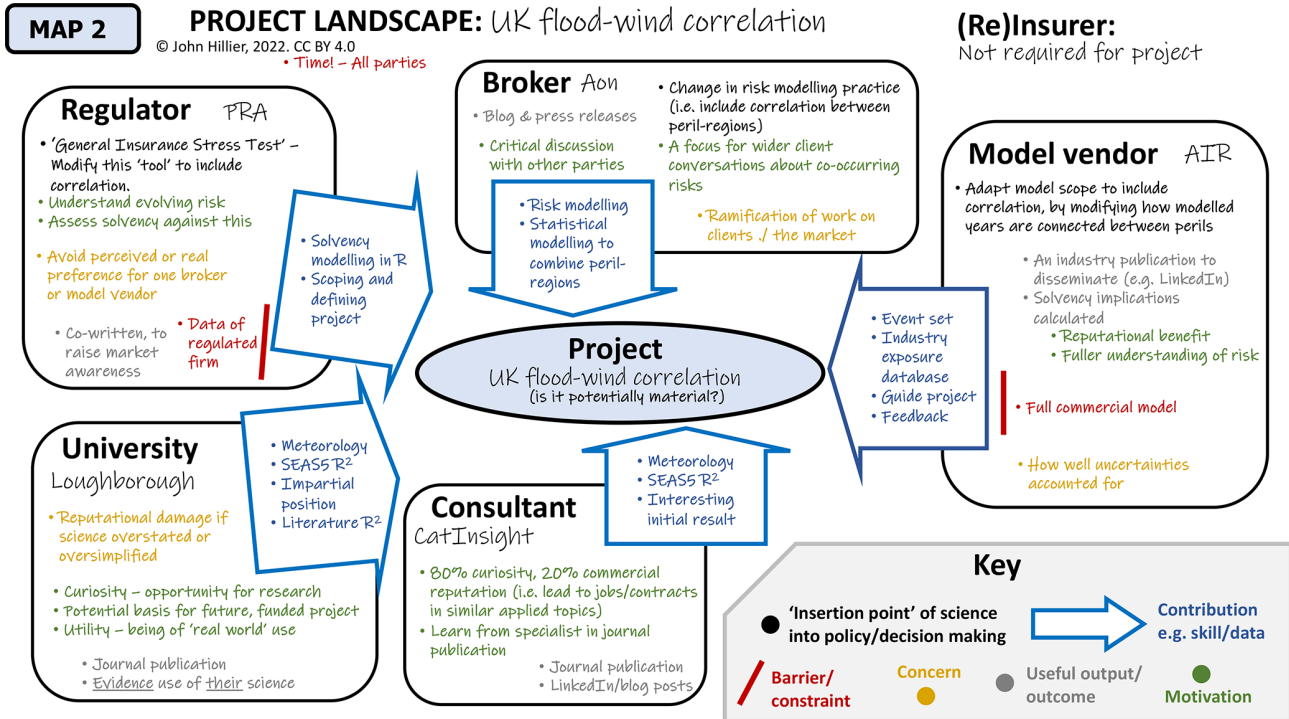 MAP 2
PROJECT LANDSCAPE: UK flood-wind correlation
© John Hillier, 2022. CC BY 4.0
• Time! – All parties
(Re)Insurer:
Not required for project
Regulator PRA
• 'General Insurance Stress Test' –
Modify this 'tool' to include
correlation.
• Understand evolving risk
• Assess solvency against this
• Avoid perceived or real
preference for one broker
or model vendor
• Co-written, to
raise market
awareness
• Data of
regulated
firm
• Solvency
modelling in R
• Scoping and
defining
project
Broker Aon
• Blog & press releases
• Critical discussion
with other parties
• Change in risk modelling practice
(i.e. include correlation between
peril-regions)
• A focus for wider client
conversations about co-occurring
risks
• Ramification of work on
clients ./ the market
• Risk modelling
• Statistical
modelling to
combine peril-
regions
Model vendor AIR
• Adapt model scope to include
correlation, by modifying how modelled
years are connected between perils
• An industry publication to
disseminate (e.g. LinkedIn)
• Solvency implications
calculated
• Reputational benefit
• Fuller understanding of risk
• Full commercial model
• How well uncertainties
accounted for
• Event set
• Industry
exposure
database
• Guide project
• Feedback
Project
UK flood-wind correlation
(is it potentially material?)
University
Loughborough
• Reputational damage if
science overstated or
oversimplified
• Curiosity – opportunity for research
• Potential basis for future, funded project
• Utility – being of 'real world' use
• Journal publication
• Evidence use of their science
• Meteorology
• SEAS5 R²
• Impartial
position
• Literature R²
Consultant
CatInsight
• 80% curiosity, 20% commercial
reputation (i.e. lead to jobs/contracts
in similar applied topics)
• Learn from specialist in journal
publication
• Journal publication
• LinkedIn/blog posts
• Meteorology
• SEAS5 R²
• Interesting
initial result
Key
'Insertion point' of science
into policy/decision making
Contribution
e.g. skill/data
Barrier/
constraint
Concern
Useful output/
outcome
Motivation